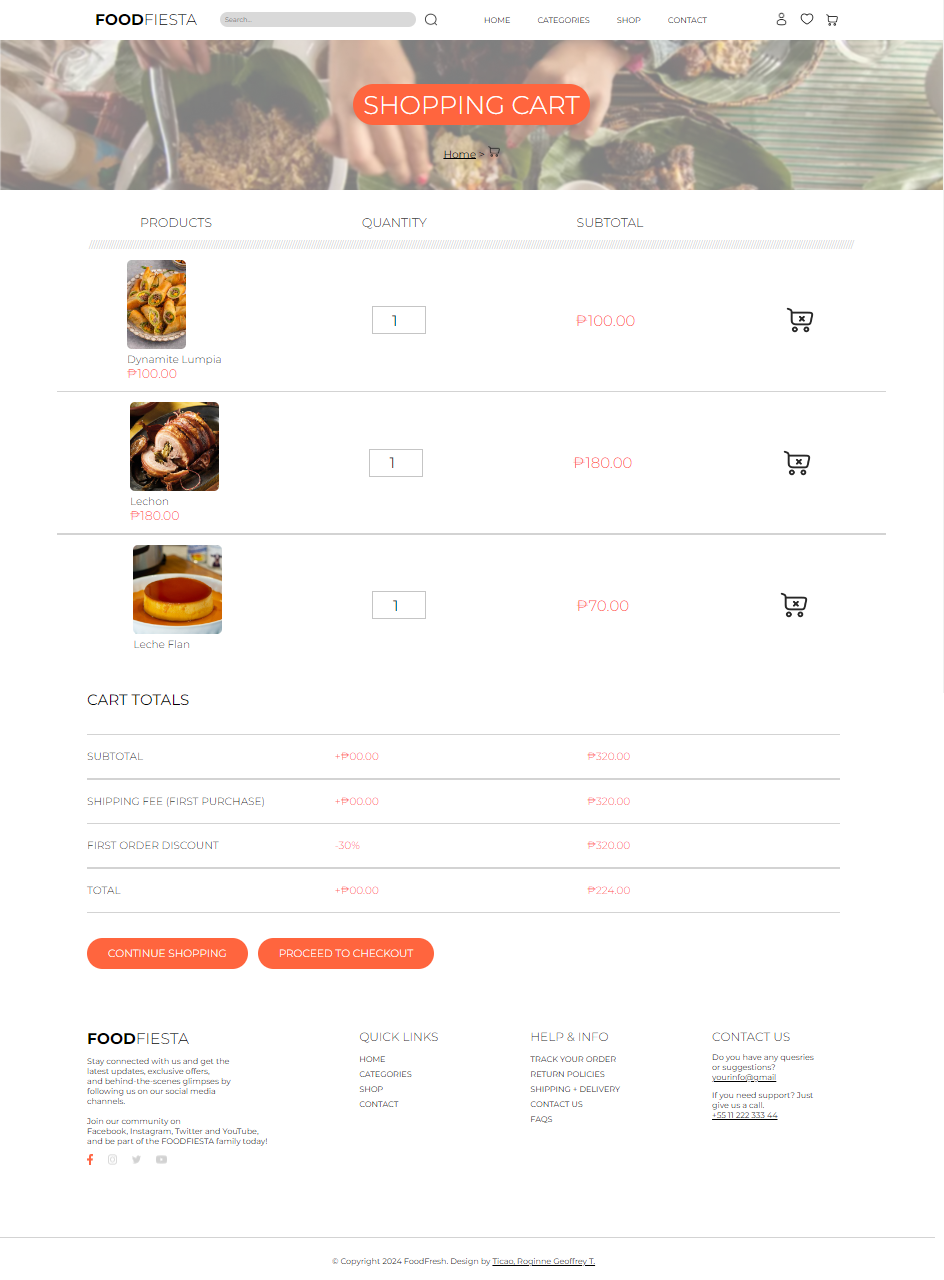 FOODFIESTA
Search...
HOME CATEGORIES SHOP CONTACT
SHOPPING CART
Home >
PRODUCTS QUANTITY SUBTOTAL
1 ₱100.00
Dynamite Lumpia
₱100.00
1 ₱180.00
Lechon
₱180.00
1 ₱70.00
Leche Flan
CART TOTALS
SUBTOTAL +₱00.00 ₱320.00
SHIPPING FEE (FIRST PURCHASE) +₱00.00 ₱320.00
FIRST ORDER DISCOUNT -30% ₱320.00
TOTAL +₱00.00 ₱224.00
CONTINUE SHOPPING PROCEED TO CHECKOUT
FOODFIESTA
Stay connected with us and get the
latest updates, exclusive offers,
and behind-the-scenes glimpses by
following us on our social media
channels.
Join our community on
Facebook, Instagram, Twitter and YouTube,
and be part of the FOODFIESTA family today!
QUICK LINKS
HOME
CATEGORIES
SHOP
CONTACT
HELP & INFO
TRACK YOUR ORDER
RETURN POLICIES
SHIPPING + DELIVERY
CONTACT US
FAQS
CONTACT US
Do you have any quesries
or suggestions?
yourinfo@gmail
If you need support? Just
give us a call.
+55 11 222 333 44
© Copyright 2024 FoodFresh. Design by Ticao, Roginne Geoffrey T.